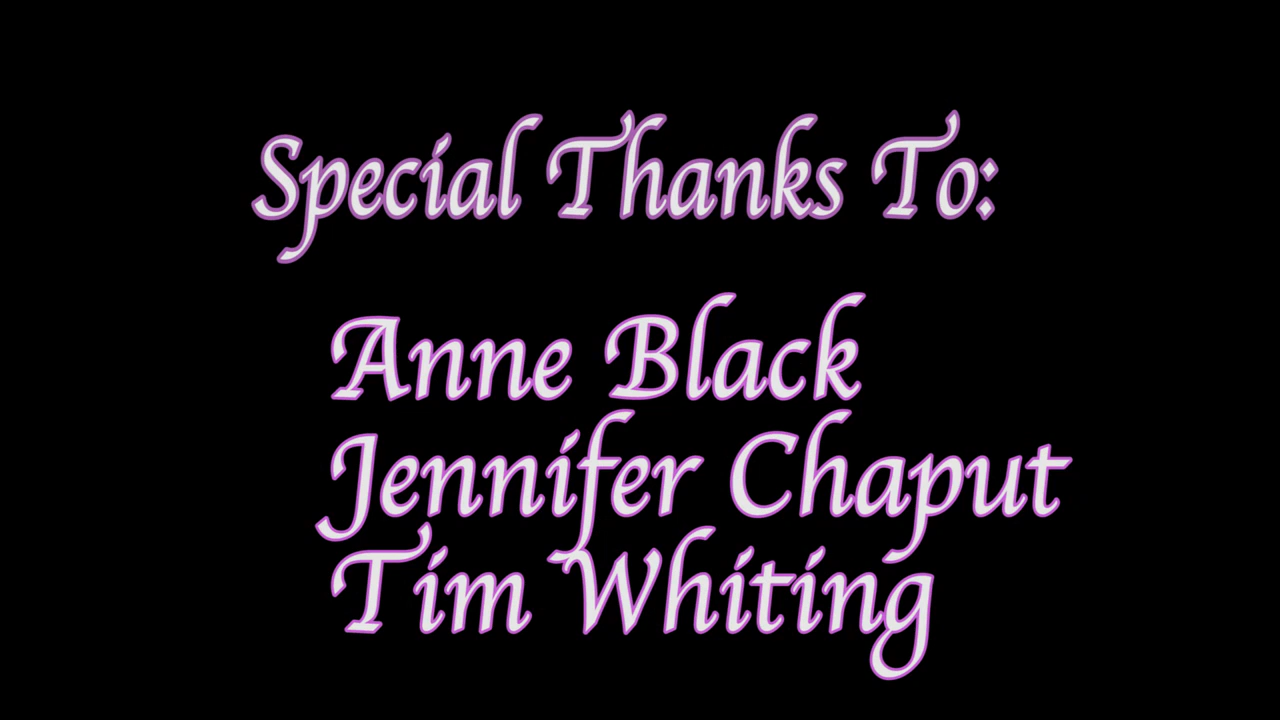 Special Thanks To:
Anne Black
Jennifer Chaput
Tim Whiting